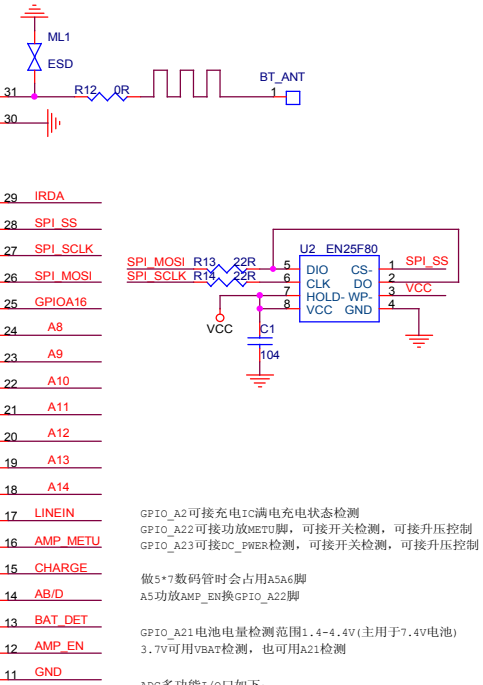 ML1
ESD
BT_ANT
31 R12 0R 1
30
29 IRDA
28 SPI_SS
27 SPI_SCLK
26 SPI_MOSI
25 GPIOA16
24 A8
23 A9
22 A10
21 A11
20 A12
19 A13
18 A14
17 LINEIN
16 AMP_METU
15 CHARGE
14 AB/D
13 BAT_DET
12 AMP_EN
11 GND
U2 EN25F80
SPI_MOSI R13 22R 5 DIO CS- 1 SPI_SS
SPI_SCLK R14 22R 6 CLK DO 2
7 HOLD- WP- 3 VCC
8 VCC GND 4
VCC
C1
104
GPIO_A2可接充电IC满电充电状态检测
GPIO_A22可接功放METU脚，可接开关检测，可接升压控制
GPIO_A23可接DC_PWER检测，可接开关检测，可接升压控制
做5*7数码管时会占用A5A6脚
A5功放AMP_EN换GPIO_A22脚
GPIO_A21电池电量检测范围1.4-4.4V(主用于7.4V电池)
3.7V可用VBAT检测，也可用A21检测
ADC多功能I/O口如下: